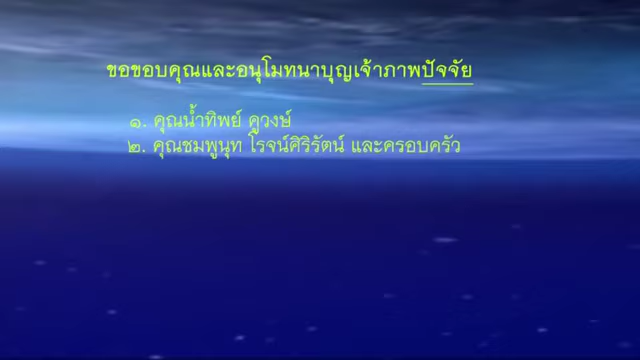 ขอขอบคุณและอนุโมทนาบุญเจ้าภาพปัจจัย
๑. คุณน้ำทิพย์ คูวงษ์
๒. คุณชมพูนุท โรจน์ศิริรัตน์ และครอบครัว